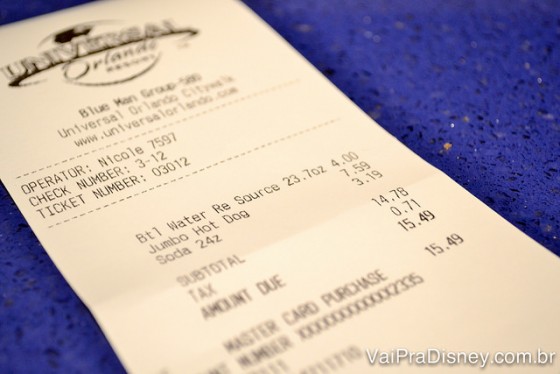 UNIVERSAL
Orlando
RESORT
Blue Man Group-500
Universal Orlando Citywalk
www.universalorlando.com
OPERATOR: Nicole 7597
CHECK NUMBER: 3-12
TICKET NUMBER: 03012
Btl Water Re Source 23.7oz 4.00
Jumbo Hot Dog 7.59
Soda 24z 3.19
SUBTOTAL 14.78
TAX 0.71
AMOUNT DUE 15.49
15.49
MASTER CARD PURCHASE
NUMBER XXXXXXXXXXXX2335
VaiPraDisney.com.br